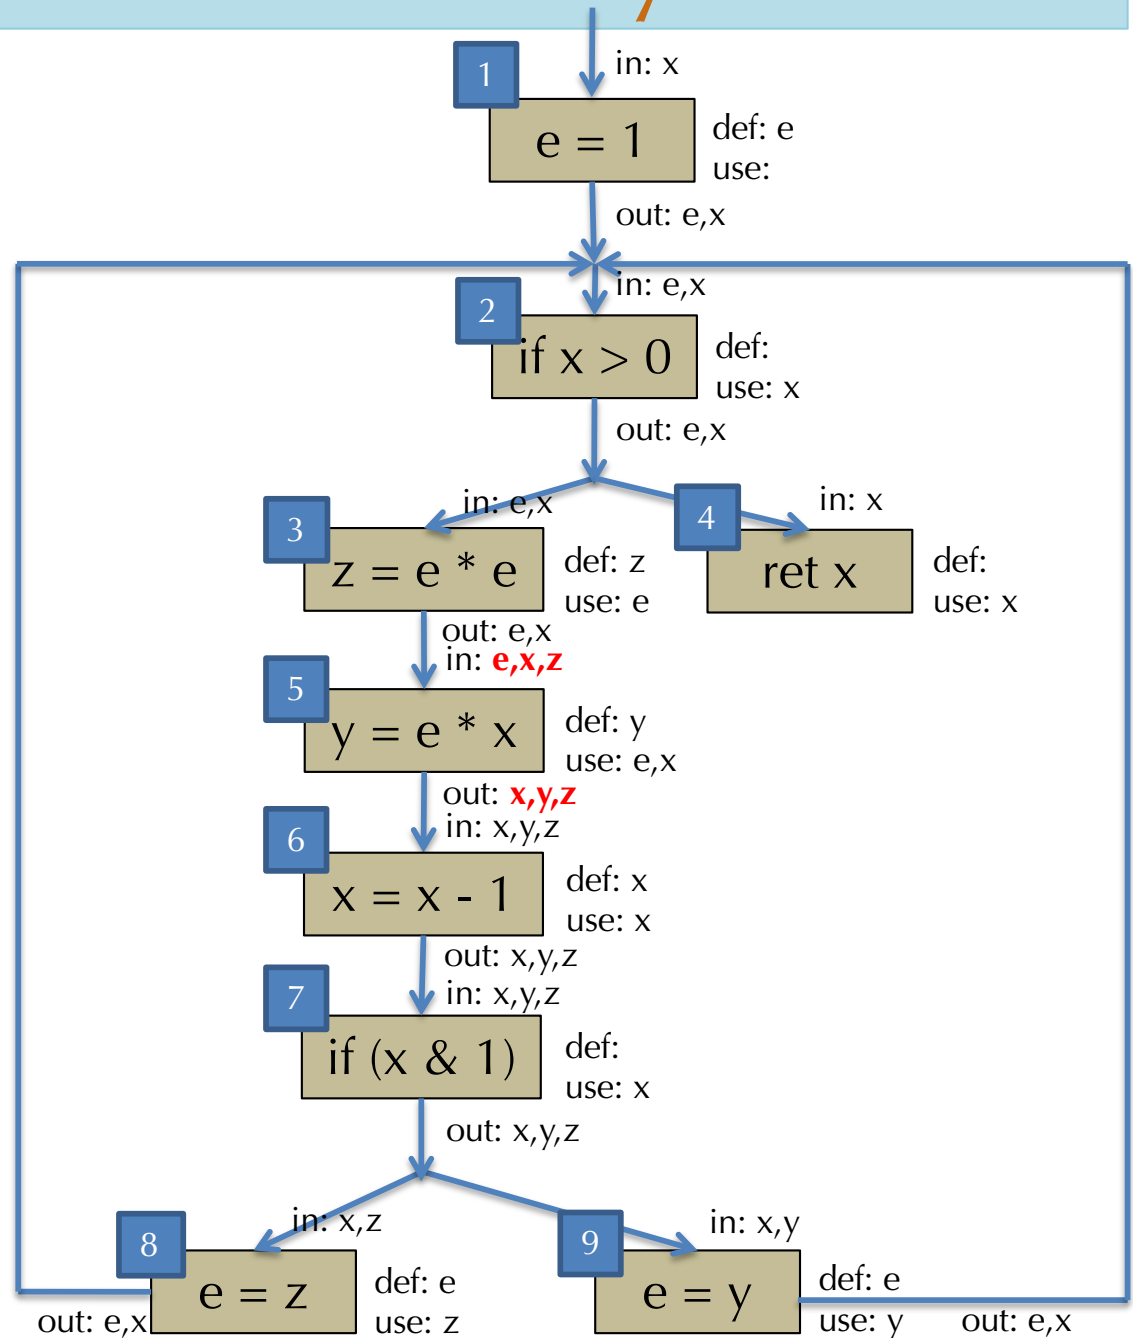 1
in: x
e = 1
def: e
use:
out: e,x
in: e,x
2
if x > 0
def:
use: x
out: e,x
in: e,x
3
z = e * e
def: z
use: e
in: x
4
ret x
def:
use: x
out: e,x
in: e,x,z
5
y = e * x
def: y
use: e,x
out: x,y,z
in: x,y,z
6
x = x - 1
def: x
use: x
out: x,y,z
in: x,y,z
7
if (x & 1)
def:
use: x
out: x,y,z
in: x,z
8
e = z
def: e
use: z
out: e,x
in: x,y
9
e = y
def: e
use: y
out: e,x